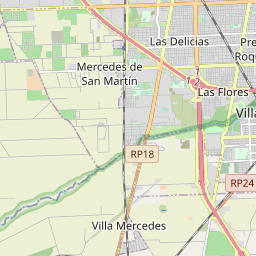 Las Delicias
Pre
Roqu
Mercedes de
San Martín
Las Flores
Villa
RP18
RP24
Villa Mercedes